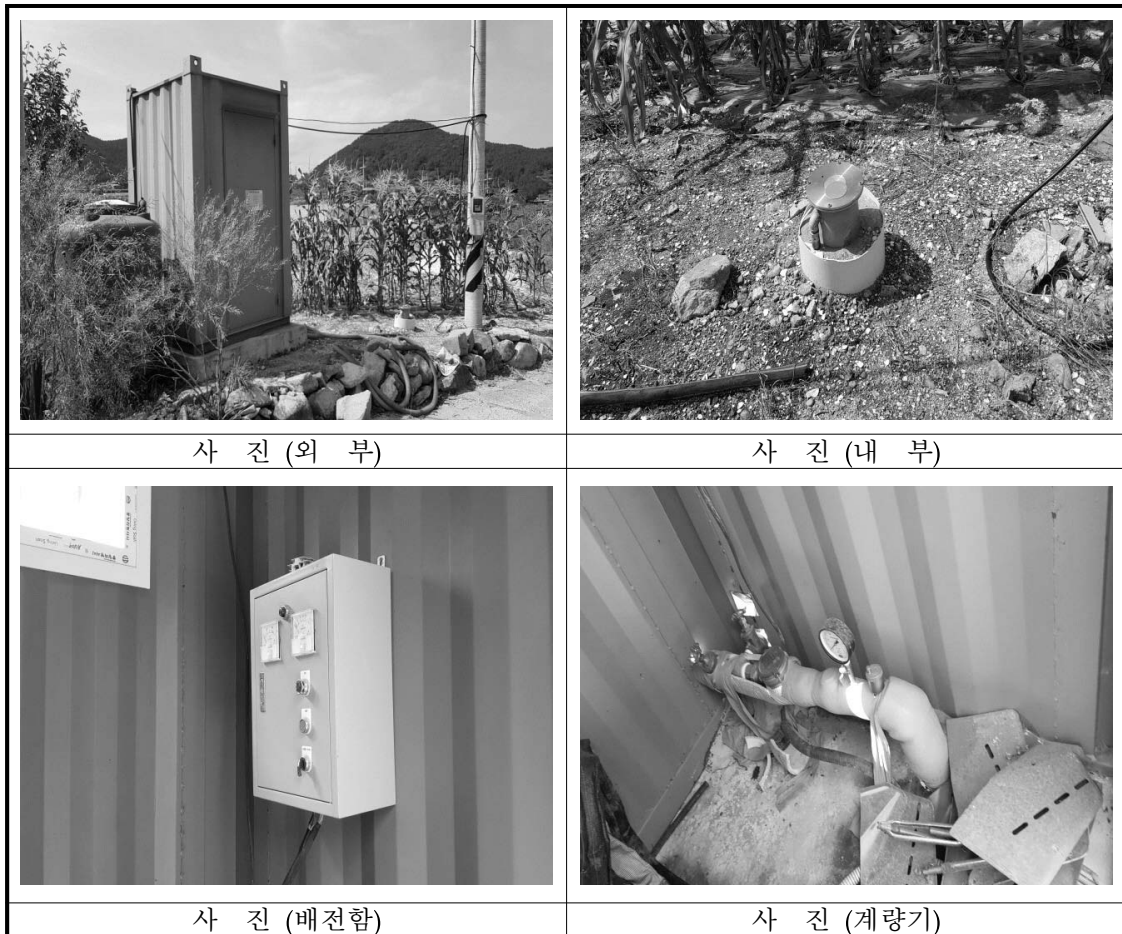 사 진 (외 부)
사 진 (내 부)
사 진 (배전함)
사 진 (계량기)